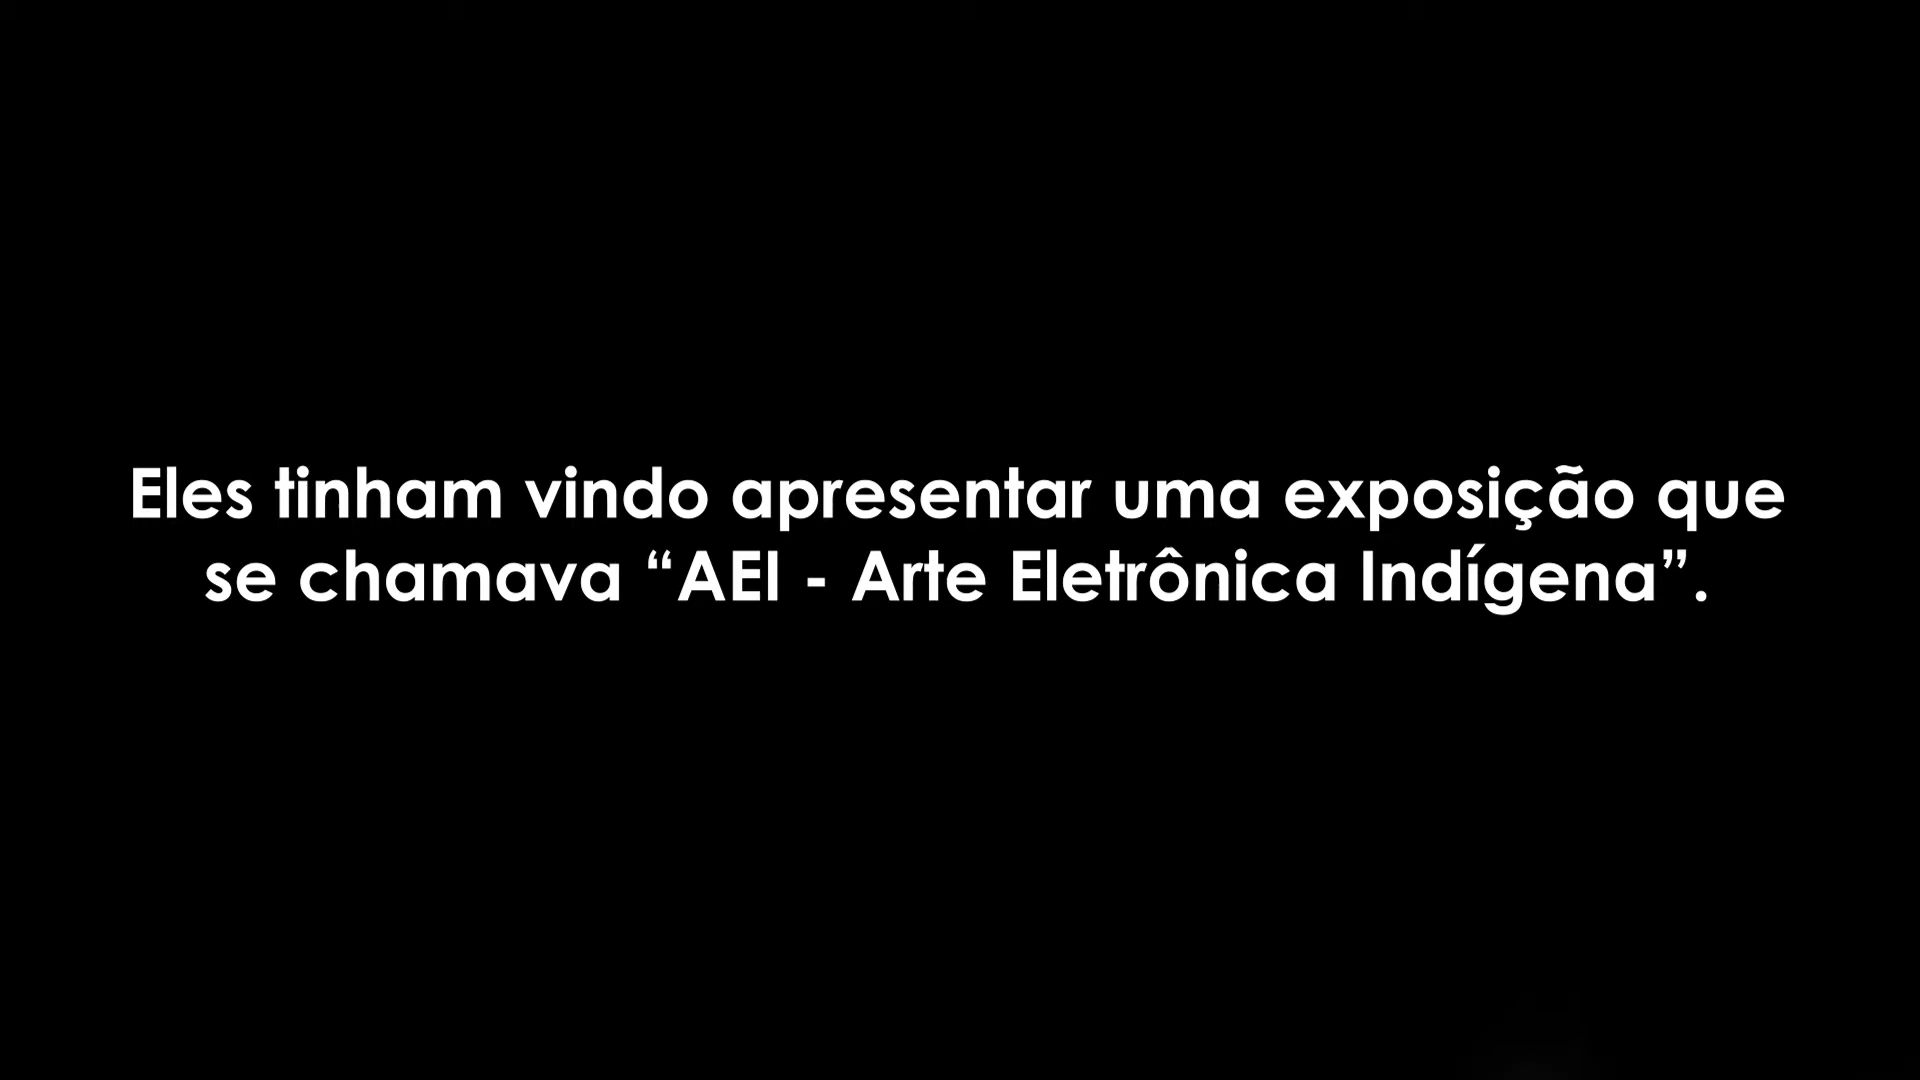 Eles tinham vindo apresentar uma exposição que
se chamava “AEI - Arte Eletrônica Indígena”.